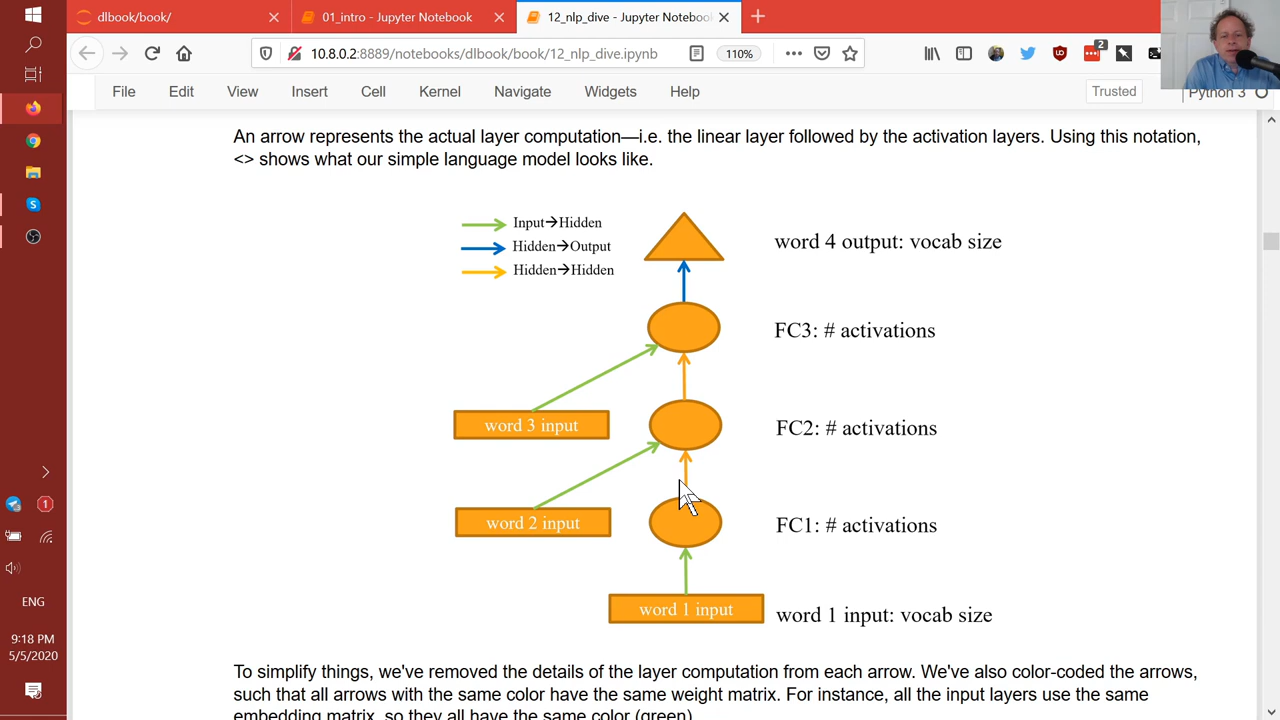 dlbook/book/
01_intro - Jupyter Notebook
12_nlp_dive - Jupyter Notebook
10.8.0.2:8889/notebooks/dlbook/book/12_nlp_dive.ipynb
110%
2
File Edit View Insert Cell Kernel Navigate Widgets Help
Trusted
Python 3
An arrow represents the actual layer computation—i.e. the linear layer followed by the activation layers. Using this notation,
<> shows what our simple language model looks like.
Input→Hidden
Hidden→Output
Hidden→Hidden
word 4 output: vocab size
FC3: # activations
word 3 input
FC2: # activations
word 2 input
FC1: # activations
word 1 input
word 1 input: vocab size
To simplify things, we've removed the details of the layer computation from each arrow. We've also color-coded the arrows,
such that all arrows with the same color have the same weight matrix. For instance, all the input layers use the same
embedding matrix, so they all have the same color (green).
1
ENG
9:18 PM
5/5/2020